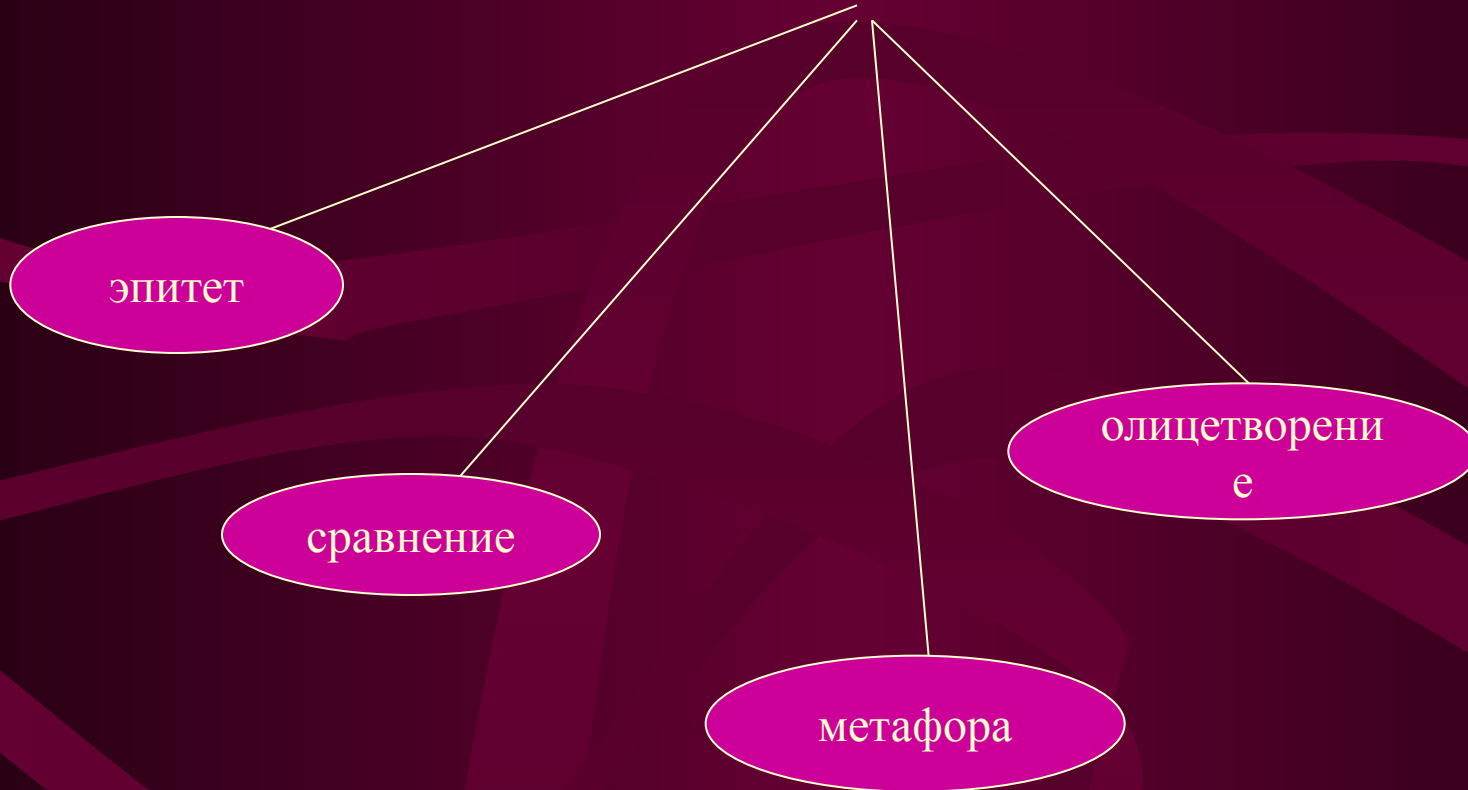 эпитет
олицетворени
е
сравнение
метафора